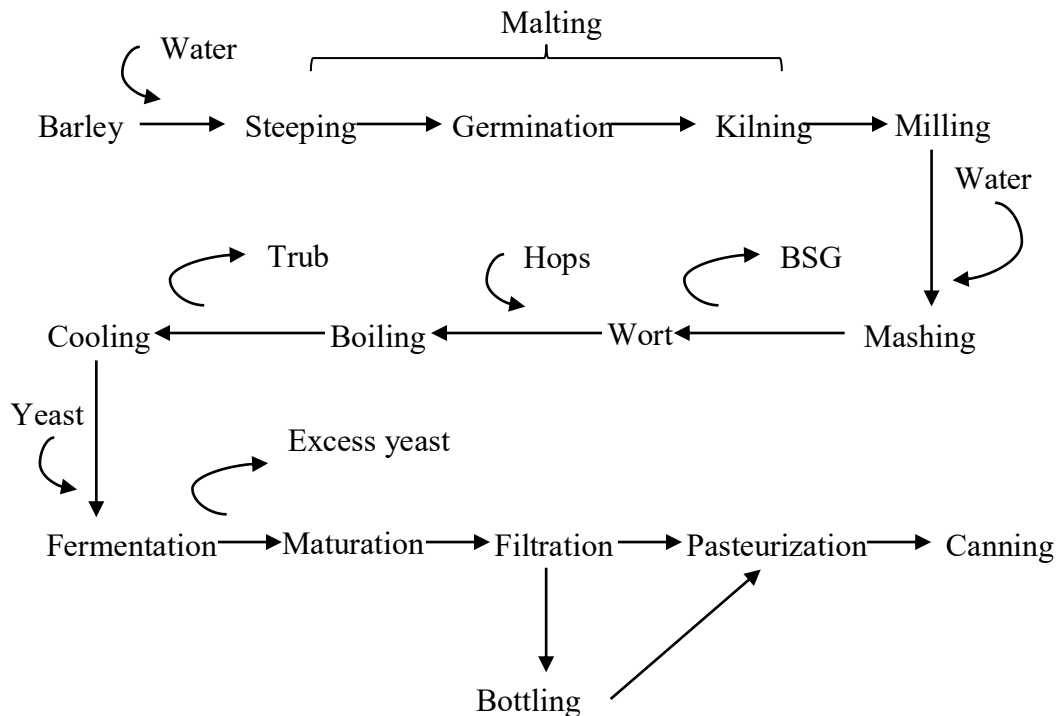 Malting
Water
Barley Steeping Germination Kilning Milling
Water
Trub Hops BSG
Cooling Boiling Wort Mashing
Yeast
Excess yeast
Fermentation Maturation Filtration Pasteurization Canning
Bottling